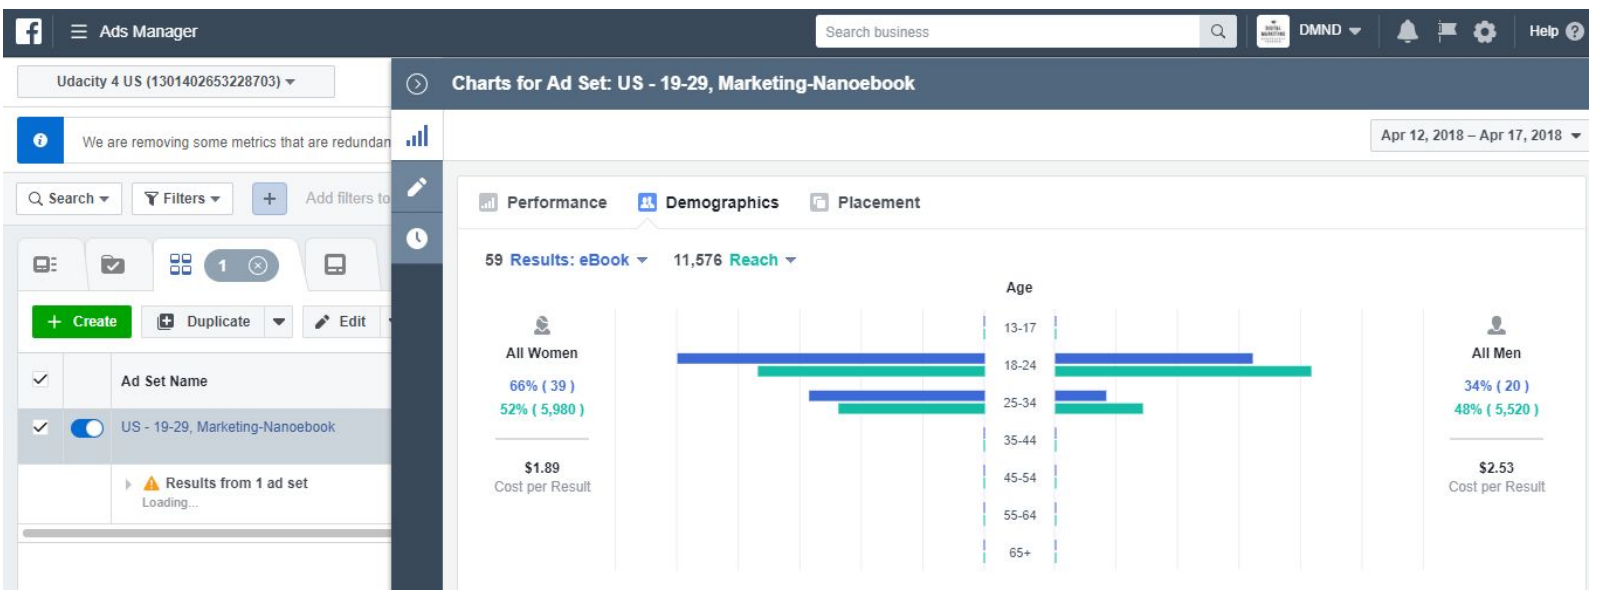 Ads Manager
Search business
DMND
Help
Udacity 4 US (1301402653228703)
Charts for Ad Set: US - 19-29, Marketing-Nanoebook
We are removing some metrics that are redundan
Apr 12, 2018 – Apr 17, 2018
Search
Filters
+
Add filters to
Performance
Demographics
Placement
1
59 Results: eBook
11,576 Reach
Create
Duplicate
Edit
Ad Set Name
US - 19-29, Marketing-Nanoebook
Results from 1 ad set
Loading...
All Women
66% ( 39 )
52% ( 5,980 )
$1.89
Cost per Result
Age
13-17
18-24
25-34
35-44
45-54
55-64
65+
All Men
34% ( 20 )
48% ( 5,520 )
$2.53
Cost per Result